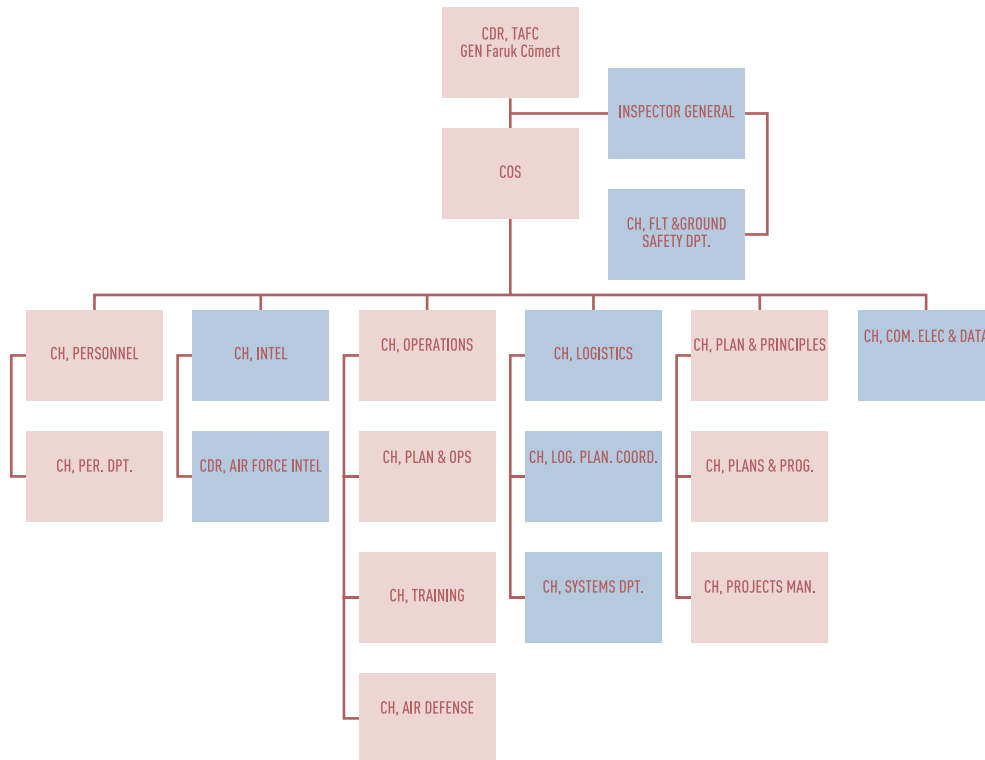 CDR, TAFC
GEN Faruk Cömert
INSPECTOR GENERAL
COS
CH, FLT &GROUND
SAFETY DPT.
CH, PERSONNEL
CH, INTEL
CH, OPERATIONS
CH, LOGISTICS
CH, PLAN & PRINCIPLES
CH, COM. ELEC & DATA
CH, PER. DPT.
CDR, AIR FORCE INTEL
CH, PLAN & OPS
CH, LOG. PLAN. COORD.
CH, PLANS & PROG.
CH, TRAINING
CH, SYSTEMS DPT.
CH, PROJECTS MAN.
CH, AIR DEFENSE